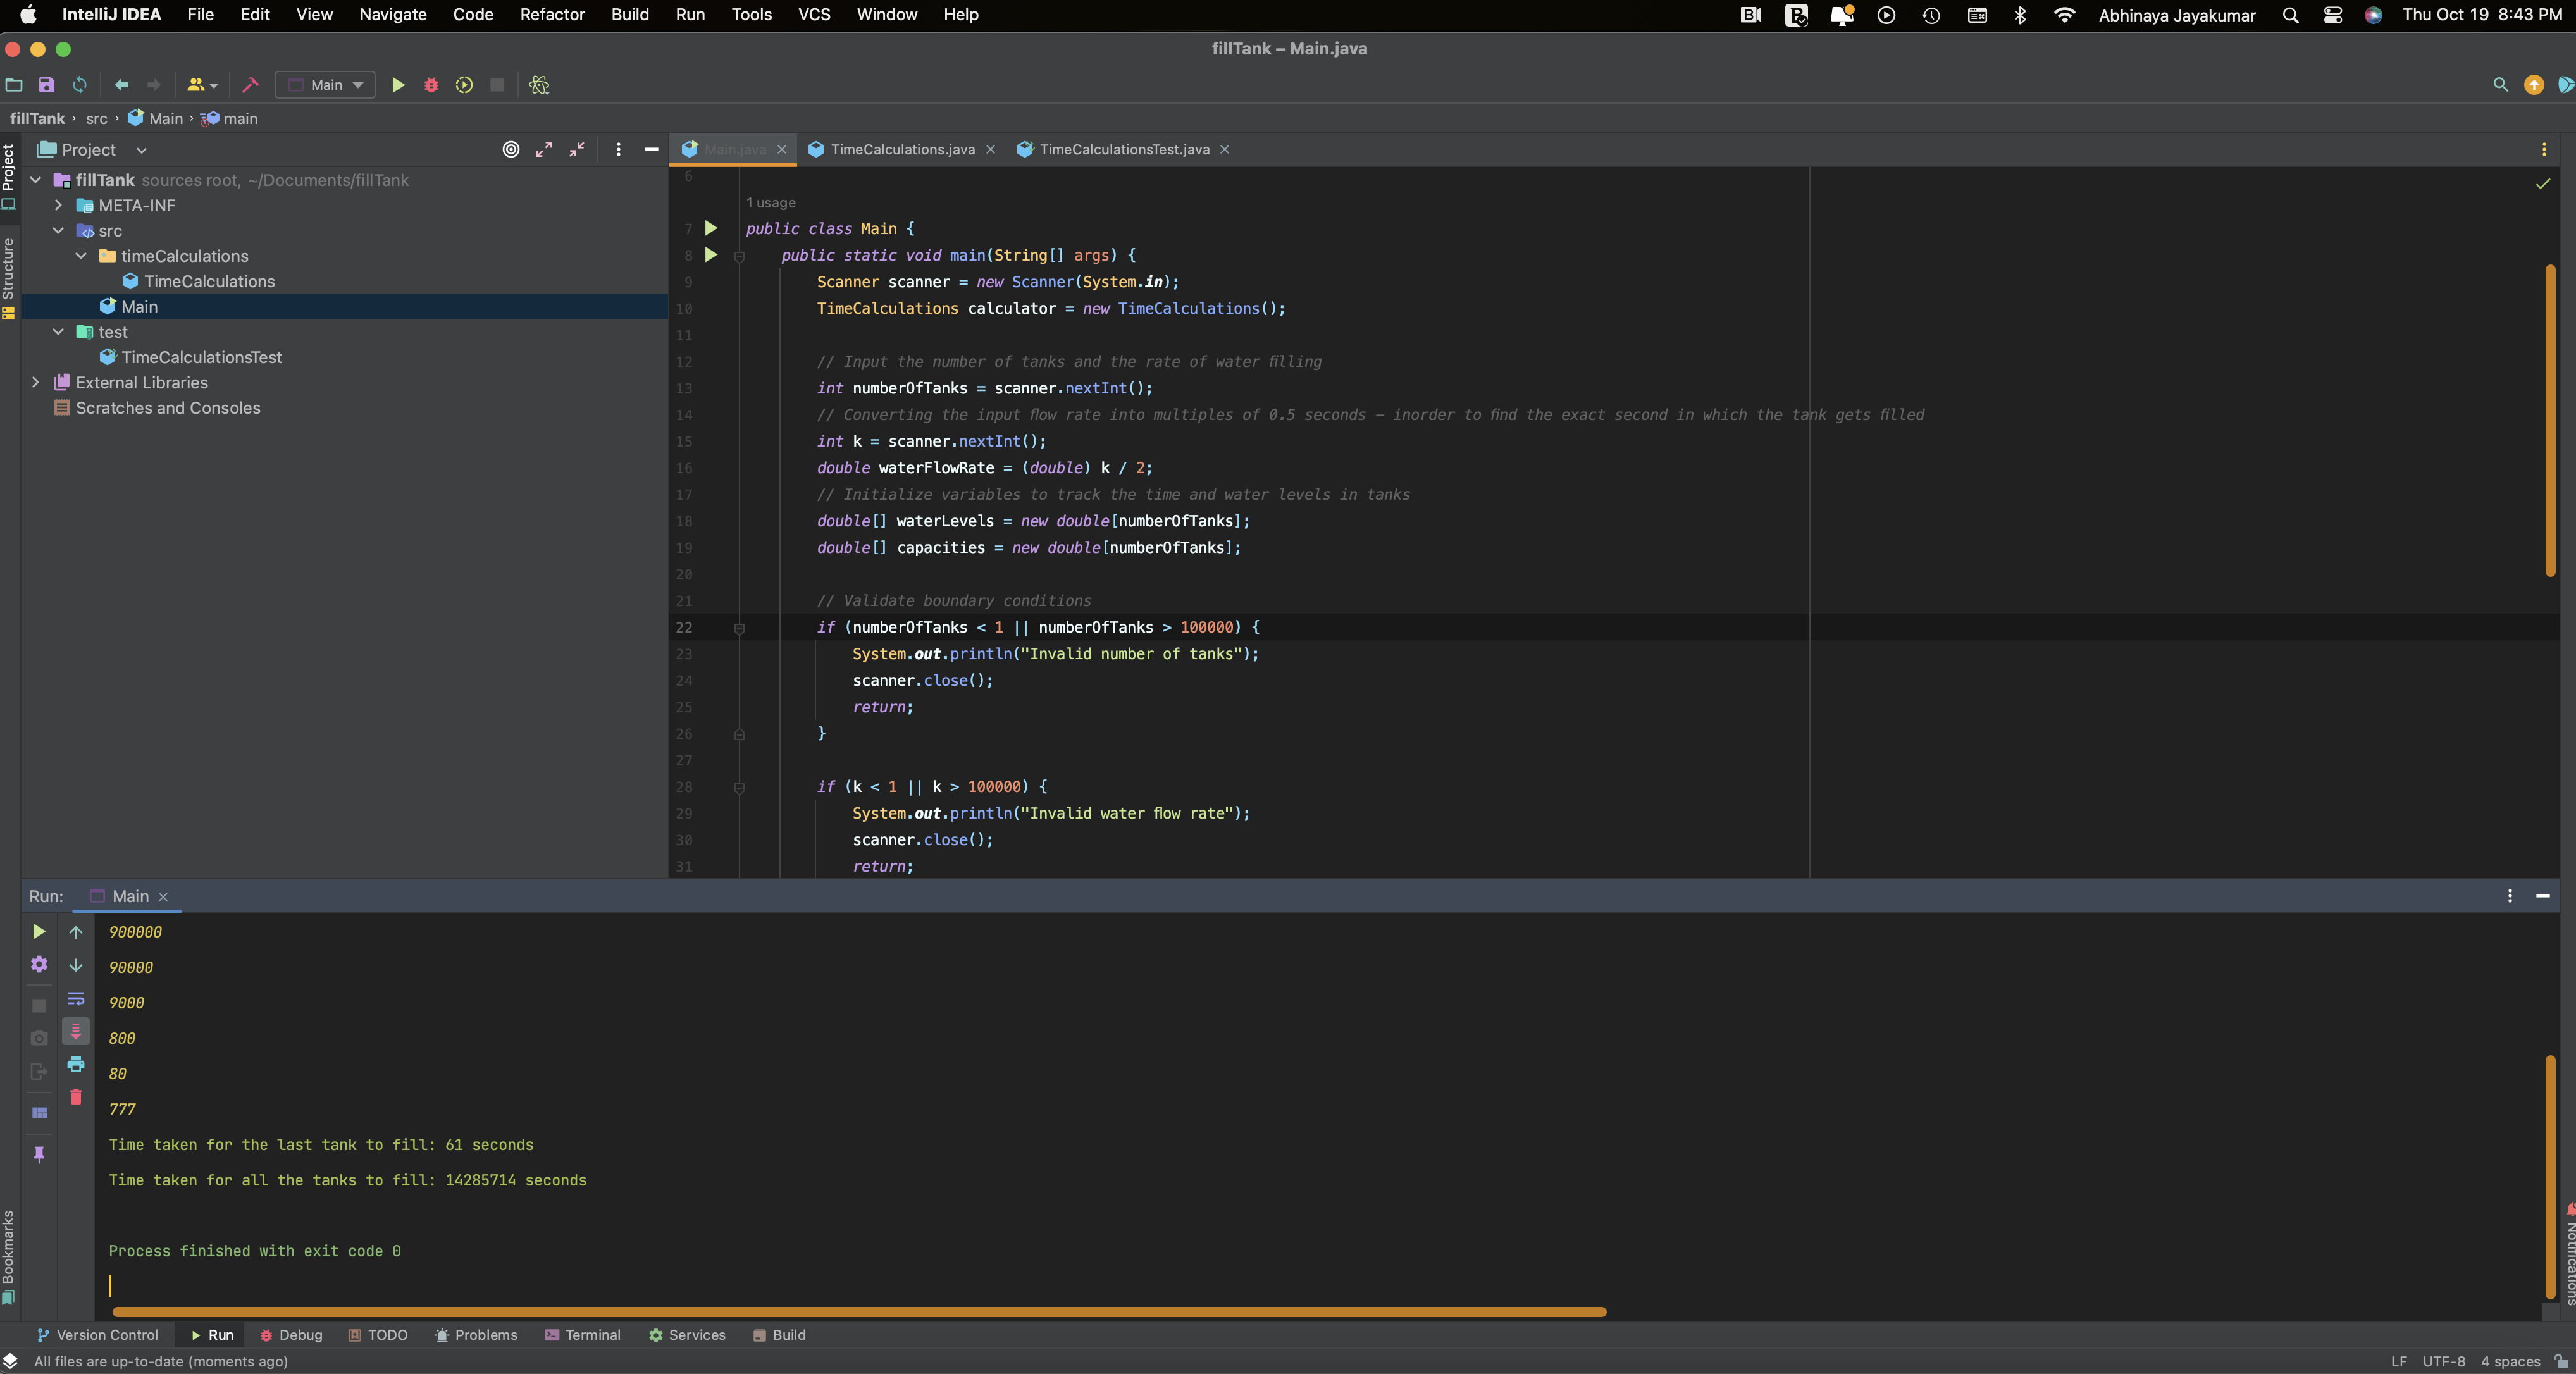 IntelliJ IDEA File Edit View Navigate Code Refactor Build Run Tools VCS Window Help Abhinaya Jayakumar Thu Oct 19 8:43 PM
fillTank – Main.java
Main
fillTank › src › Main › main
Project
Structure
Bookmarks
Notifications
Project
fillTank sources root, ~/Documents/fillTank
META-INF
src
timeCalculations
TimeCalculations
Main
test
TimeCalculationsTest
External Libraries
Scratches and Consoles
Main.java TimeCalculations.java TimeCalculationsTest.java
6
1 usage
7 public class Main {
8 public static void main(String[] args) {
9 Scanner scanner = new Scanner(System.in);
10 TimeCalculations calculator = new TimeCalculations();
11
12 // Input the number of tanks and the rate of water filling
13 int numberOfTanks = scanner.nextInt();
14 // Converting the input flow rate into multiples of 0.5 seconds – inorder to find the exact second in which the tank gets filled
15 int k = scanner.nextInt();
16 double waterFlowRate = (double) k / 2;
17 // Initialize variables to track the time and water levels in tanks
18 double[] waterLevels = new double[numberOfTanks];
19 double[] capacities = new double[numberOfTanks];
20
21 // Validate boundary conditions
22 if (numberOfTanks < 1 || numberOfTanks > 100000) {
23 System.out.println("Invalid number of tanks");
24 scanner.close();
25 return;
26 }
27
28 if (k < 1 || k > 100000) {
29 System.out.println("Invalid water flow rate");
30 scanner.close();
31 return;
Run: Main
900000
90000
9000
800
80
777
Time taken for the last tank to fill: 61 seconds
Time taken for all the tanks to fill: 14285714 seconds
Process finished with exit code 0
Version Control Run Debug TODO Problems Terminal Services Build
All files are up-to-date (moments ago) LF UTF-8 4 spaces